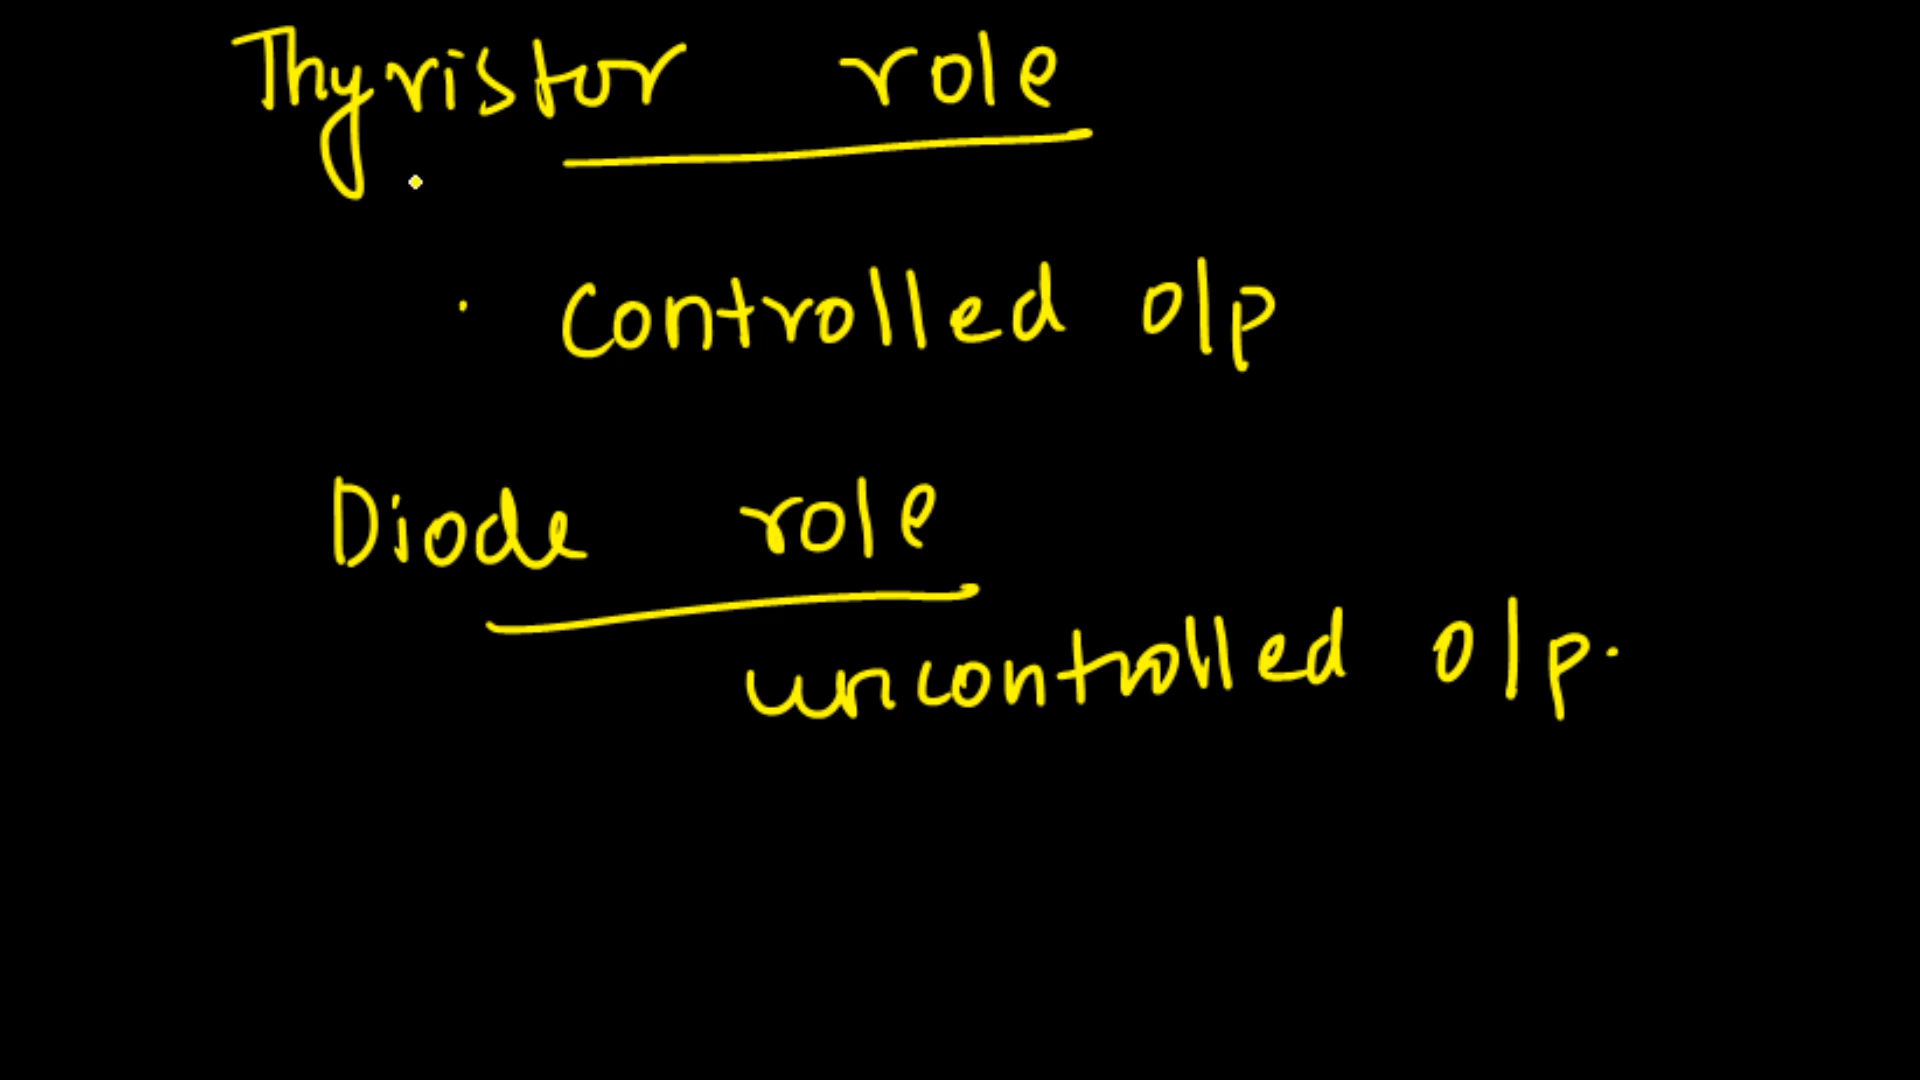 Thyristor role
· Controlled o/p
Diode role
uncontrolled o/p.